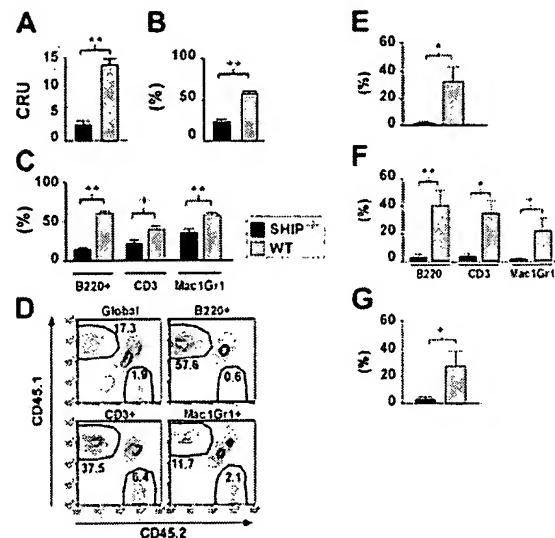 A
**
15
10
5
0
CRU
B
**
100
50
0
(%)
C
**
*
**
100
50
0
(%)
B220+
CD3
Mac1Gr1
SHIP-/-
WT
D
Global
17.3
1.9
B220+
57.6
0.6
CD3+
37.5
6.4
Mac1Gr1+
11.7
2.1
CD45.1
CD45.2
E
*
60
40
20
0
(%)
F
**
*
*
60
40
20
0
(%)
B220
CD3
Mac1Gr1
G
*
60
40
20
0
(%)